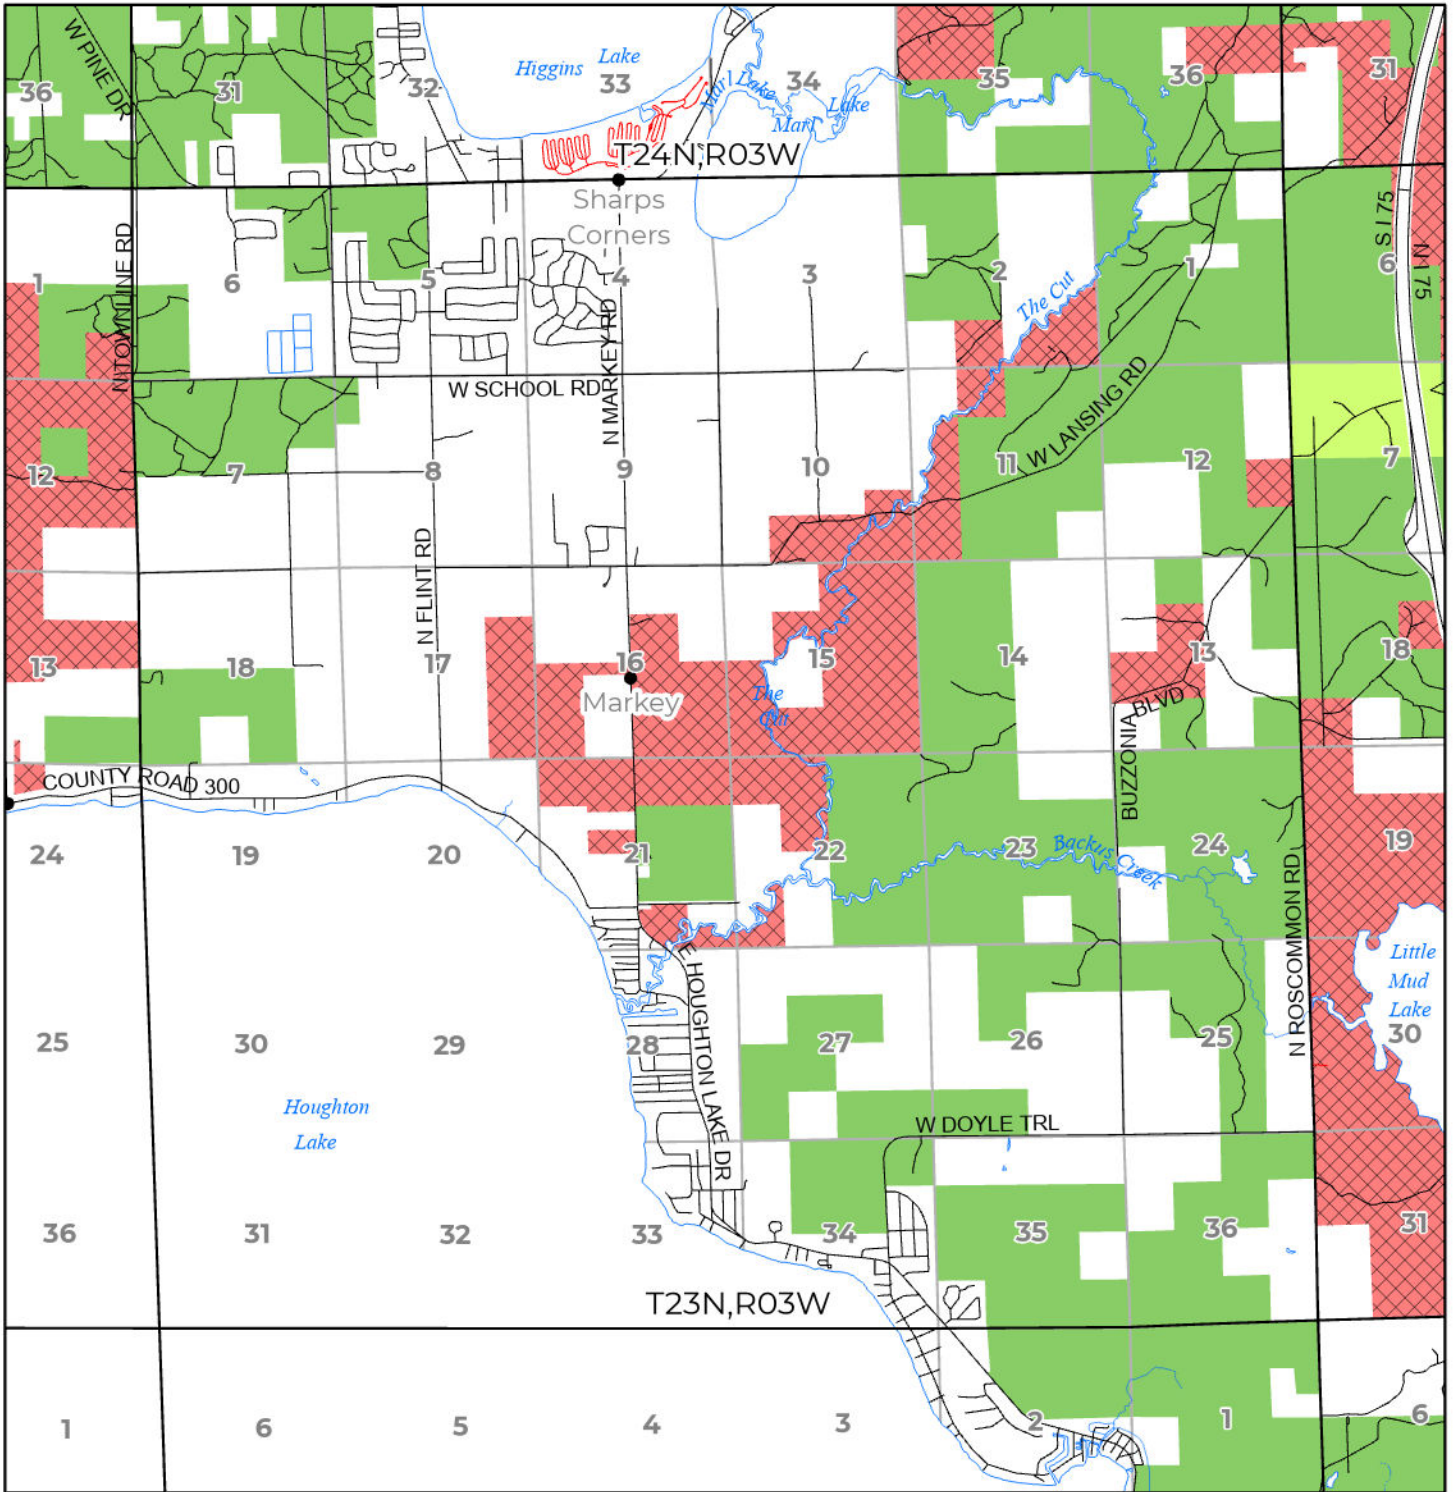 W PINE DR
Higgins Lake
36
31
32
33
34
35
36
31
Marl Lake
Marl Lake
T24N,R03W
Sharps
Corners
N TOWNLINE RD
S I 75
N I 75
1
6
5
4
3
2
1
6
The Cut
N MARKEY RD
W SCHOOL RD
W LANSING RD
12
7
8
9
10
11
12
7
N FLINT RD
13
18
17
16
15
14
13
18
Markey
The
Cut
BUZZONIA BLVD
COUNTY ROAD 300
24
19
20
21
22
23
24
19
Backus Creek
N ROSCOMMON RD
E HOUGHTON LAKE DR
Little
Mud
Lake
25
30
29
28
27
26
25
30
Houghton
Lake
W DOYLE TRL
36
31
32
33
34
35
36
31
T23N,R03W
1
6
5
4
3
2
1
6